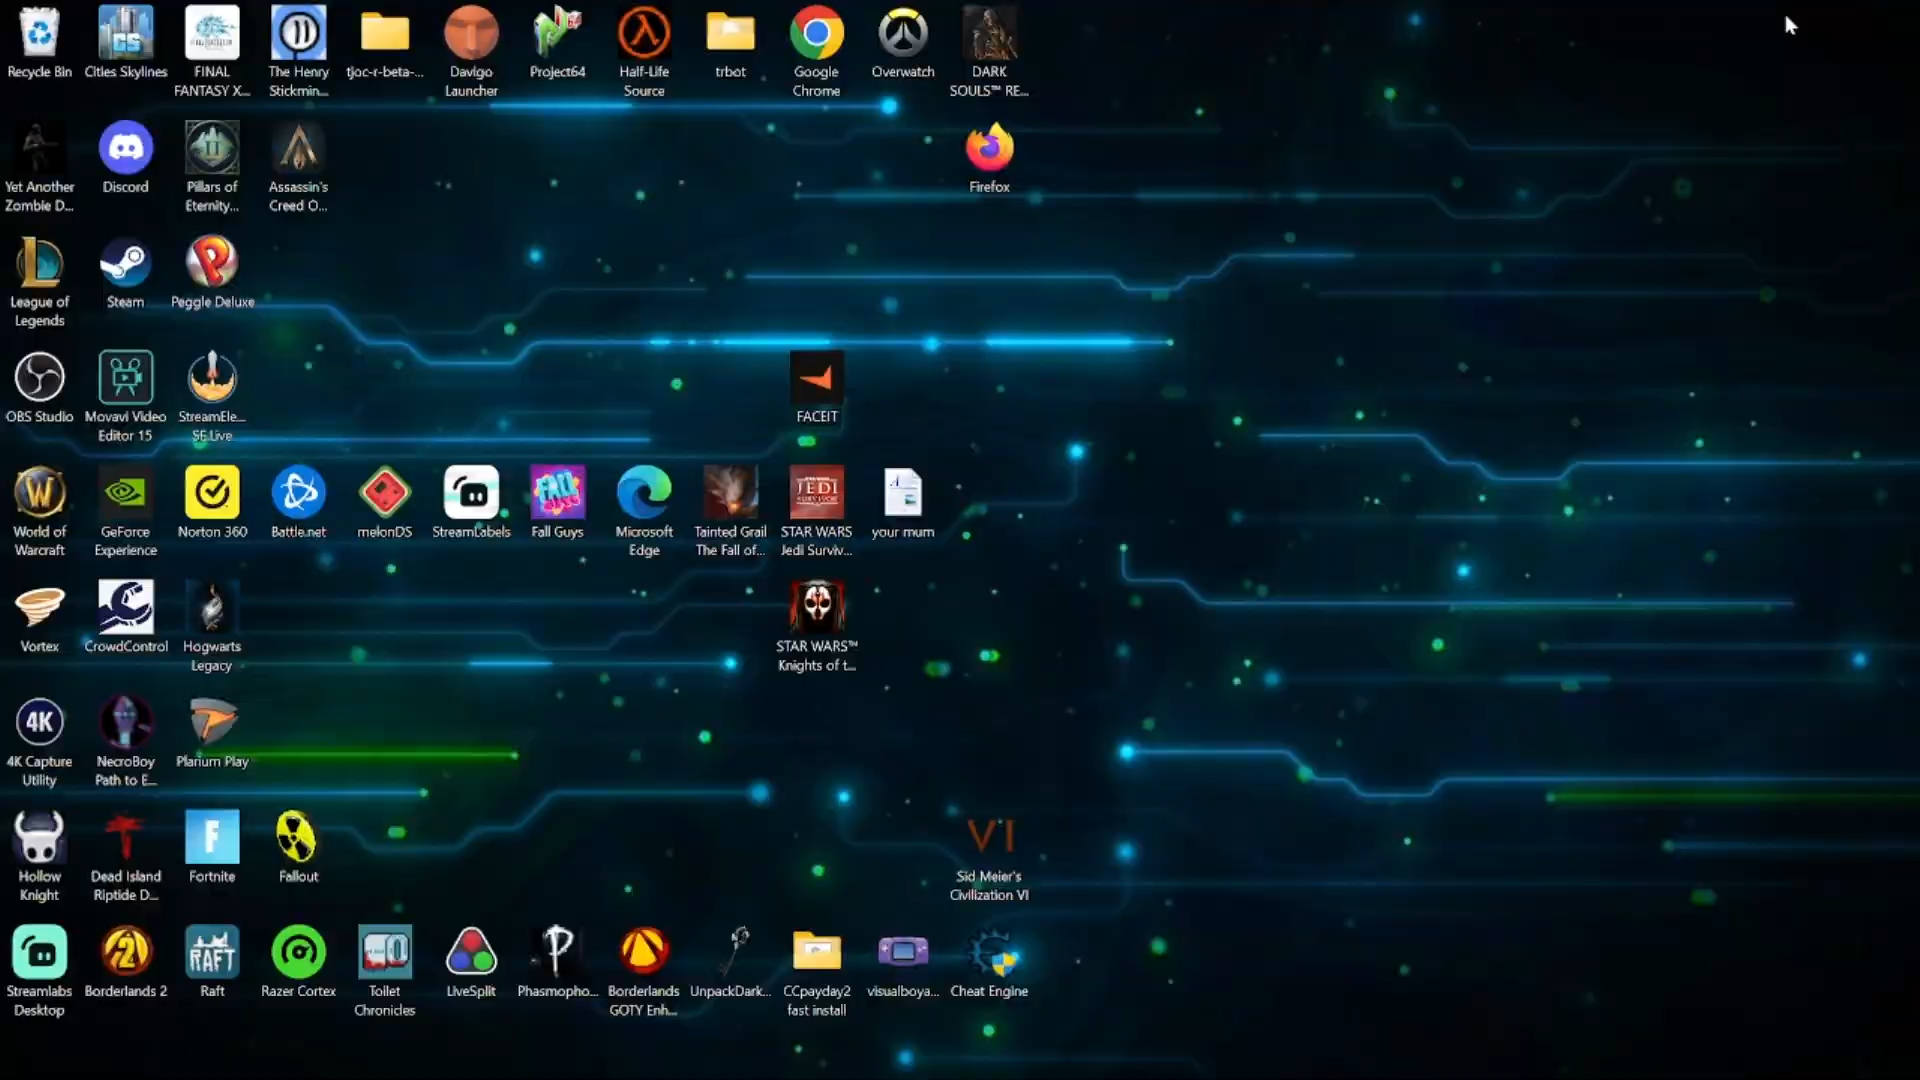 Recycle Bin
Cities Skylines
FINAL
FANTASY X...
The Henry
Stickmin...
tjoc-r-beta-...
Davigo
Launcher
Project64
Half-Life
Source
trbot
Google
Chrome
Overwatch
DARK
SOULS™ RE...
Yet Another
Zombie D...
Discord
Pillars of
Eternity...
Assassin's
Creed O...
Firefox
League of
Legends
Steam
Peggle Deluxe
OBS Studio
Movavi Video
Editor 15
StreamEle...
SE.Live
FACEIT
World of
Warcraft
GeForce
Experience
Norton 360
Battle.net
melonDS
StreamLabels
FALL
GUYS
Fall Guys
Microsoft
Edge
Tainted Grail
The Fall of...
JEDI
SURVIVOR
STAR WARS
Jedi Surviv...
your mum
Vortex
CrowdControl
Hogwarts
Legacy
STAR WARS™
Knights of t...
4K
4K Capture
Utility
NecroBoy
Path to E...
Plarium Play
Hollow
Knight
Dead Island
Riptide D...
F
Fortnite
Fallout
VI
Sid Meier's
Civilization VI
Streamlabs
Desktop
2
Borderlands 2
RAFT
Raft
Razer Cortex
Toilet
Chronicles
LiveSplit
Phasmopho...
Borderlands
GOTY Enh...
UnpackDark...
CCpayday2
fast install
visualboya...
Cheat Engine